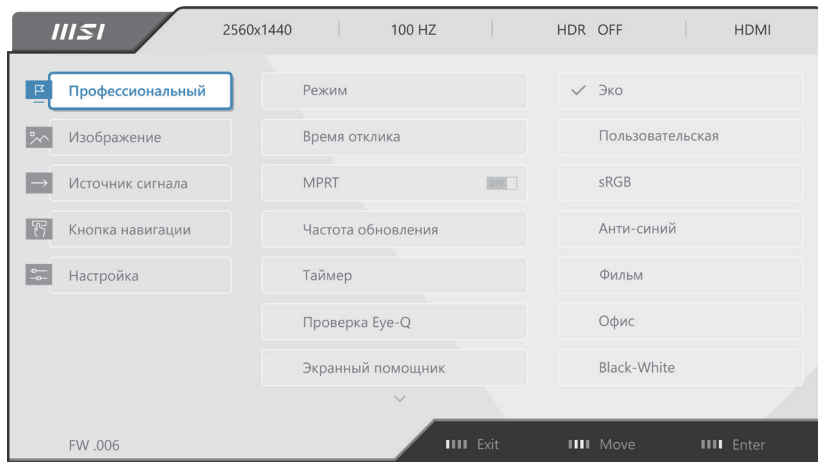 msi
2560x1440
100 HZ
HDR OFF
HDMI
Профессиональный
Изображение
Источник сигнала
Кнопка навигации
Настройка
Режим
Время отклика
MPRT OFF
Частота обновления
Таймер
Проверка Eye-Q
Экранный помощник
Эко
Пользовательская
sRGB
Анти-синий
Фильм
Офис
Black-White
FW .006
Exit
Move
Enter